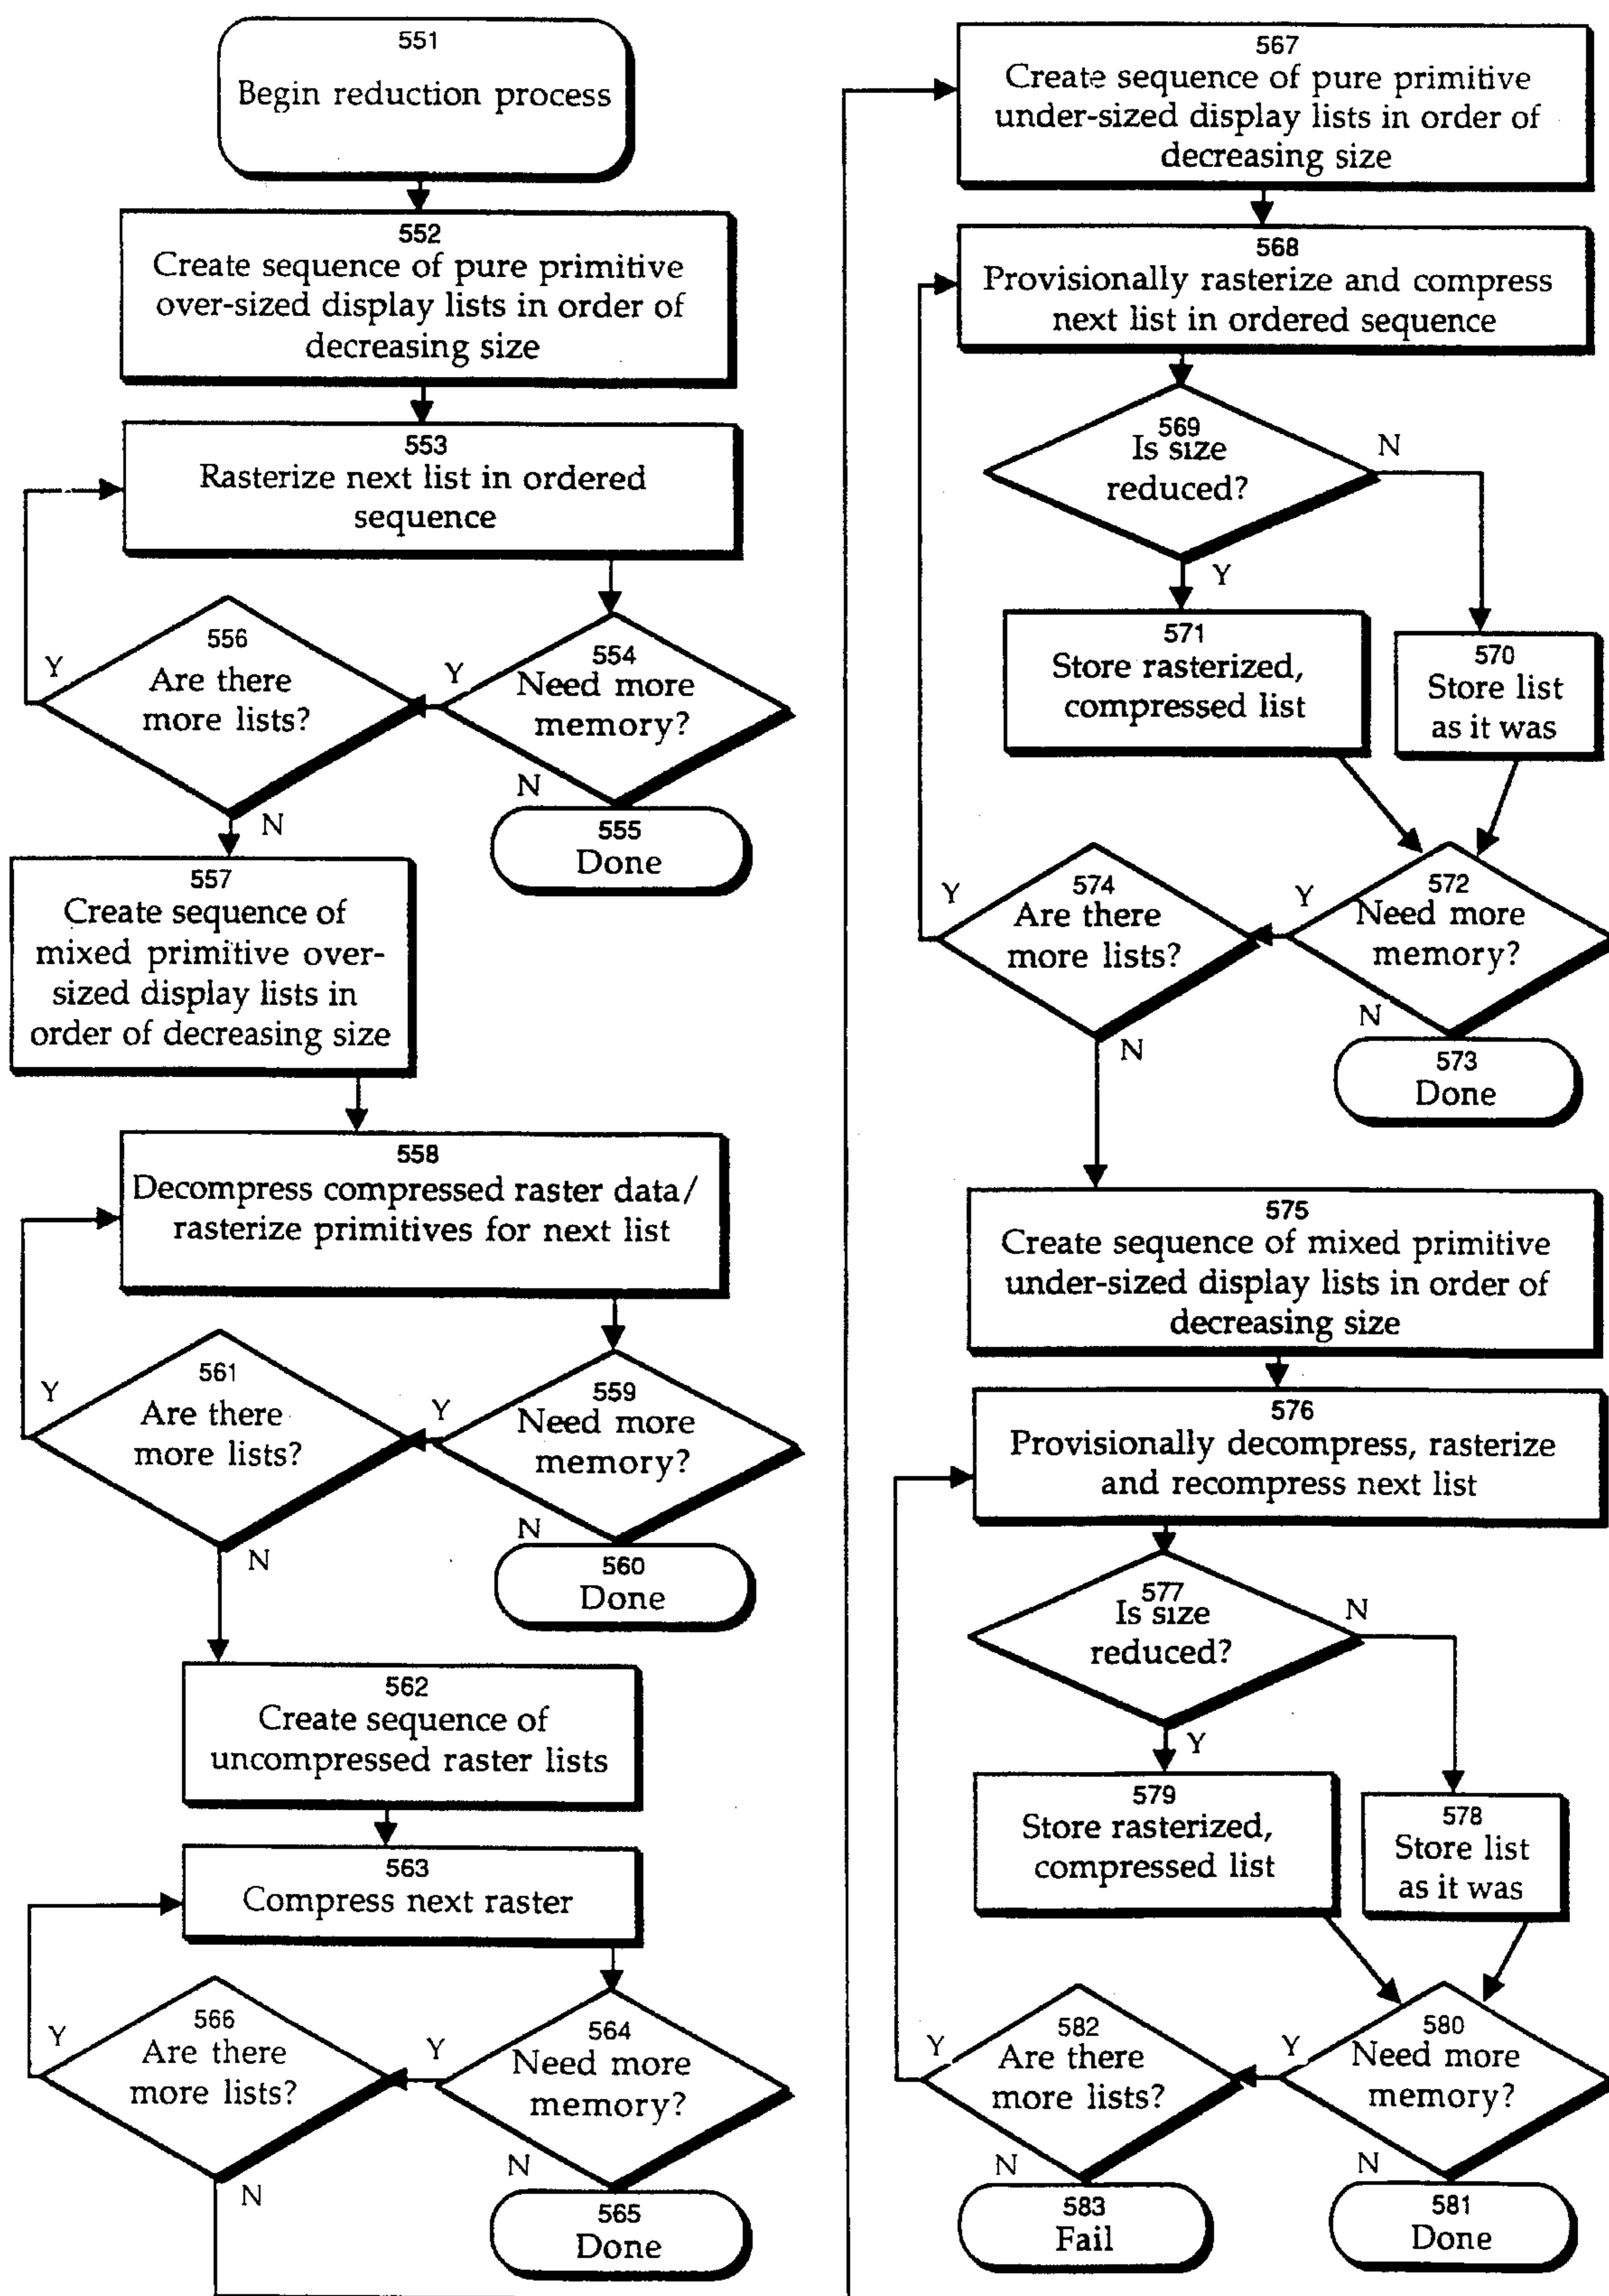 551
Begin reduction process
552
Create sequence of pure primitive
over-sized display lists in order of
decreasing size
553
Rasterize next list in ordered
sequence
556
Are there
more lists?
Y
N
554
Need more
memory?
Y
N
555
Done
557
Create sequence of
mixed primitive over-
sized display lists in
order of decreasing size
558
Decompress compressed raster data/
rasterize primitives for next list
561
Are there
more lists?
Y
N
559
Need more
memory?
Y
N
560
Done
562
Create sequence of
uncompressed raster lists
563
Compress next raster
566
Are there
more lists?
Y
N
564
Need more
memory?
Y
N
565
Done
567
Create sequence of pure primitive
under-sized display lists in order of
decreasing size
568
Provisionally rasterize and compress
next list in ordered sequence
569
Is size
reduced?
N
Y
571
Store rasterized,
compressed list
570
Store list
as it was
574
Are there
more lists?
Y
N
572
Need more
memory?
Y
N
573
Done
575
Create sequence of mixed primitive
under-sized display lists in order of
decreasing size
576
Provisionally decompress, rasterize
and recompress next list
577
Is size
reduced?
N
Y
579
Store rasterized,
compressed list
578
Store list
as it was
582
Are there
more lists?
Y
N
580
Need more
memory?
Y
N
583
Fail
581
Done